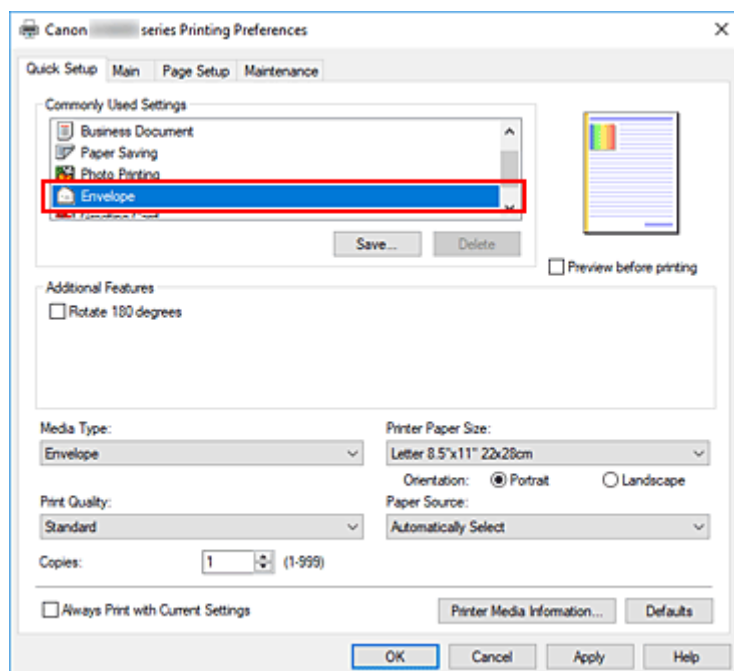 Canon series Printing Preferences
Quick Setup Main Page Setup Maintenance
Commonly Used Settings
Business Document
Paper Saving
Photo Printing
Envelope
Greeting Card
Save... Delete
Preview before printing
Additional Features
Rotate 180 degrees
Media Type: Printer Paper Size:
Envelope Letter 8.5"x11" 22x28cm
Orientation: Portrait Landscape
Print Quality: Paper Source:
Standard Automatically Select
Copies: 1 (1-999)
Always Print with Current Settings Printer Media Information... Defaults
OK Cancel Apply Help